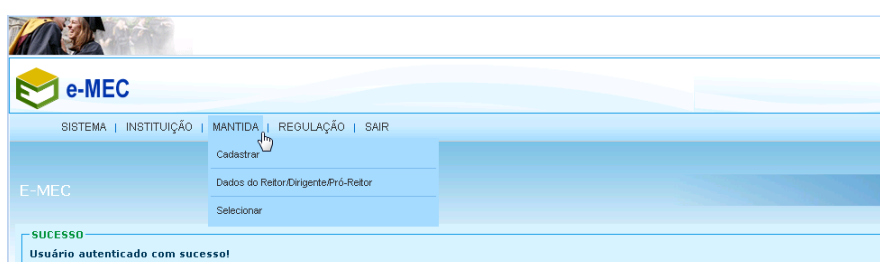 e-MEC
SISTEMA | INSTITUIÇÃO | MANTIDA | REGULAÇÃO | SAIR
Cadastrar
Dados do Reitor/Dirigente/Pró-Reitor
E-MEC
Selecionar
SUCESSO
Usuário autenticado com sucesso!